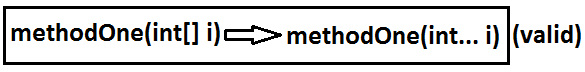 methodOne(int[] i) ⇒ methodOne(int... i) (valid)